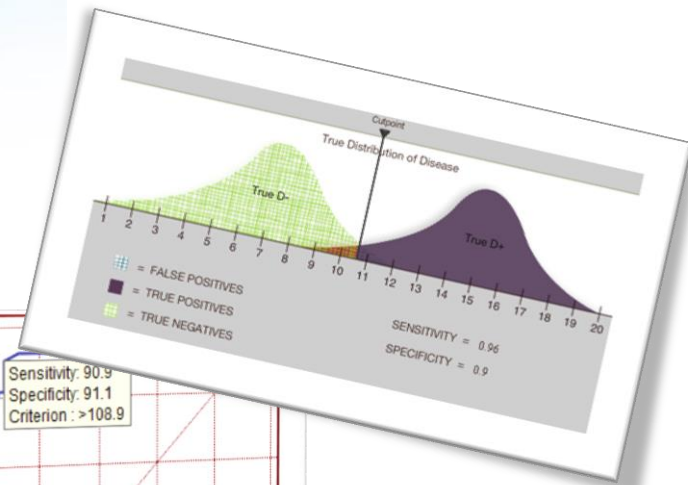 Cutpoint
True Distribution of Disease
True D-
True D+
1 2 3 4 5 6 7 8 9 10 11 12 13 14 15 16 17 18 19 20
= FALSE POSITIVES
= TRUE POSITIVES
= TRUE NEGATIVES
SENSITIVITY = 0.96
SPECIFICITY = 0.9
Sensitivity: 90.9
Specificity: 91.1
Criterion : >108.9